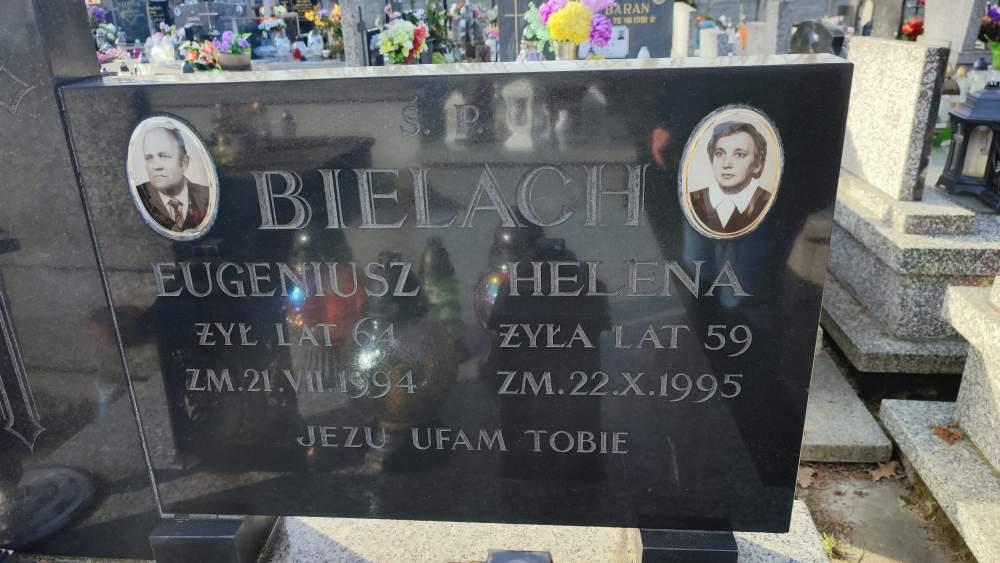 BARAN
Ś. P.
BIELACH
EUGENIUSZ
ŻYŁ LAT 64
ZM. 21. VII. 1994
HELENA
ŻYŁA LAT 59
ZM. 22. X. 1995
JEZU UFAM TOBIE